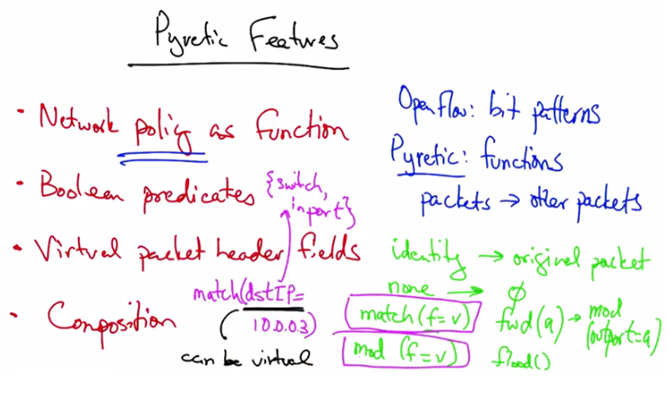 Pyretic Features
• Network policy as function
• Boolean predicates
{switch,
inport}
• Virtual packet header fields
match(dstIP=
10.0.0.3)
• Composition
can be virtual
Openflow: bit patterns
Pyretic: functions
packets → other packets
identity → original packet
none → ∅
match (f=v)
fwd(a) → mod
(outport=a)
mod (f=v)
flood()